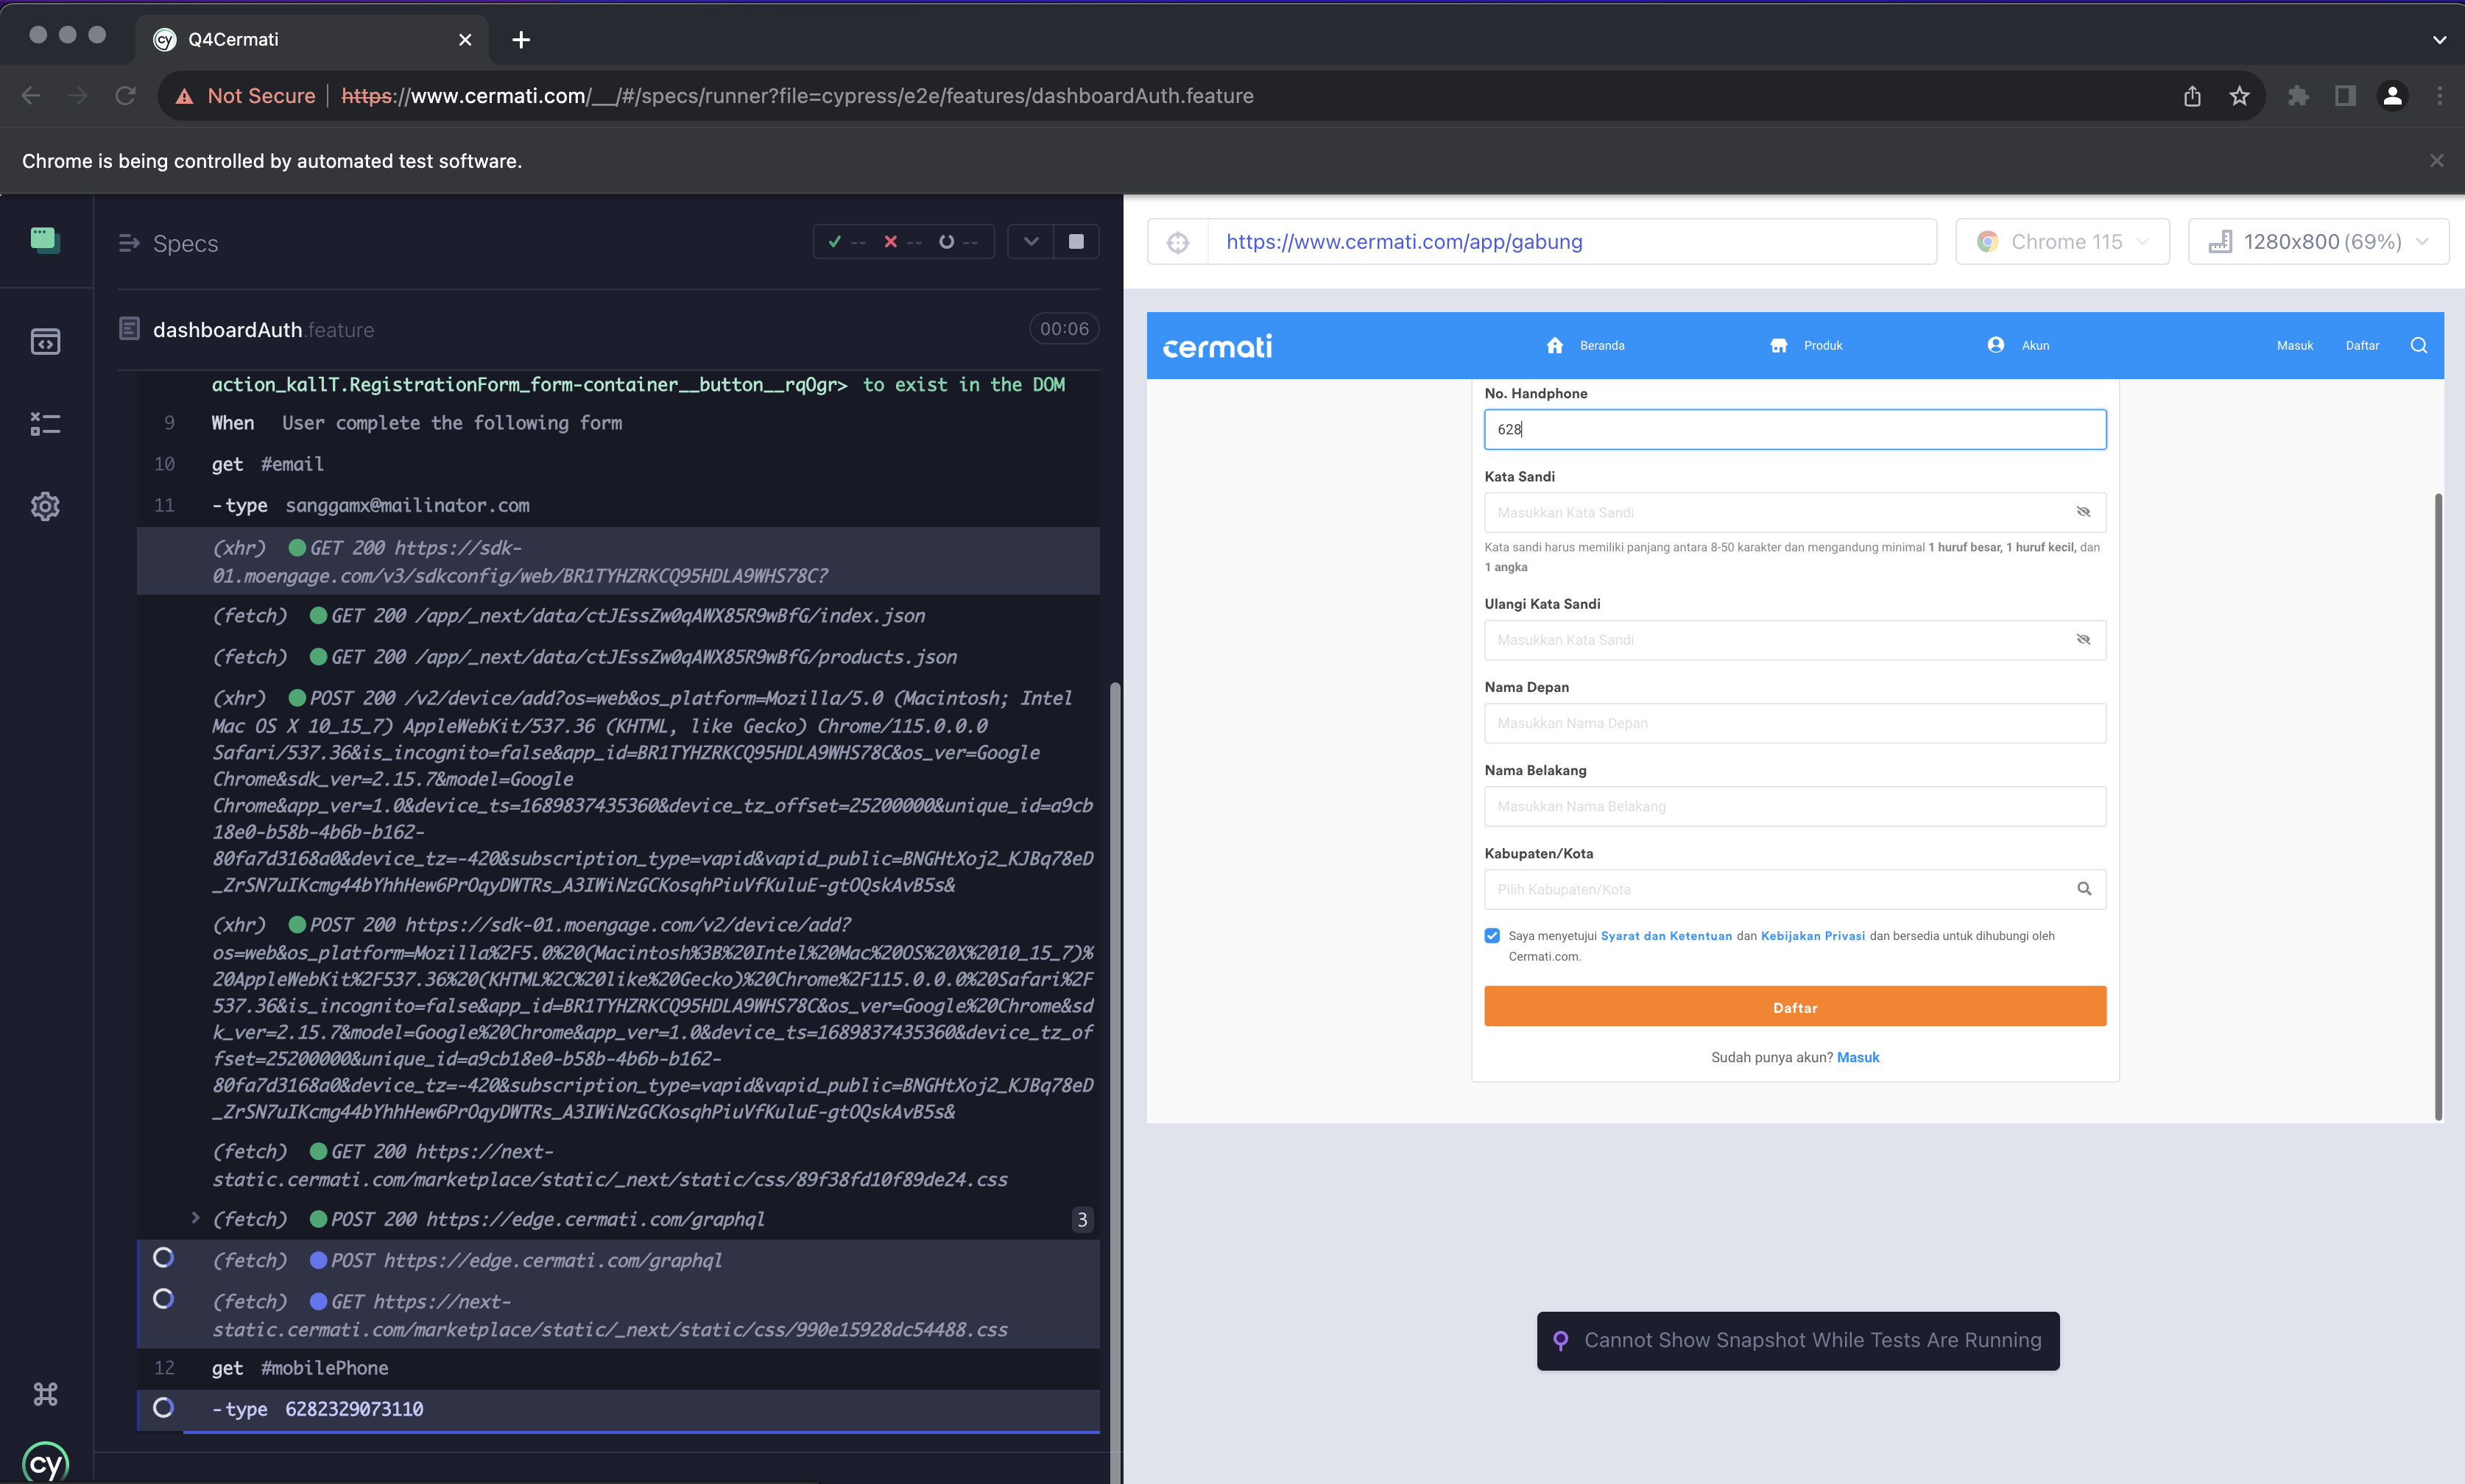 Q4Cermati
Not Secure https://www.cermati.com/__/#/specs/runner?file=cypress/e2e/features/dashboardAuth.feature
Chrome is being controlled by automated test software.
Specs
-- -- --
dashboardAuth.feature
00:06
action_kallT.RegistrationForm_form-container__button__rqOgr> to exist in the DOM
9 When User complete the following form
10 get #email
11 -type sanggamx@mailinator.com
(xhr) GET 200 https://sdk-
01.moengage.com/v3/sdkconfig/web/BR1TYHZRKCQ95HDLA9WHS78C?
(fetch) GET 200 /app/_next/data/ctJEssZw0qAWX85R9wBfG/index.json
(fetch) GET 200 /app/_next/data/ctJEssZw0qAWX85R9wBfG/products.json
(xhr) POST 200 /v2/device/add?os=web&os_platform=Mozilla/5.0 (Macintosh; Intel
Mac OS X 10_15_7) AppleWebKit/537.36 (KHTML, like Gecko) Chrome/115.0.0.0
Safari/537.36&is_incognito=false&app_id=BR1TYHZRKCQ95HDLA9WHS78C&os_ver=Google
Chrome&sdk_ver=2.15.7&model=Google
Chrome&app_ver=1.0&device_ts=1689837435360&device_tz_offset=25200000&unique_id=a9cb
18e0-b58b-4b6b-b162-
80fa7d3168a0&device_tz=-420&subscription_type=vapid&vapid_public=BNGHtXoj2_KJBq78eD
_ZrSN7uIKcmg44bYhhHew6PrOqyDWTRs_A3IWiNzGCKosqhPiuVfKuluE-gtOQskAvB5s&
(xhr) POST 200 https://sdk-01.moengage.com/v2/device/add?
os=web&os_platform=Mozilla%2F5.0%20(Macintosh%3B%20Intel%20Mac%20OS%20X%2010_15_7)%
20AppleWebKit%2F537.36%20(KHTML%2C%20like%20Gecko)%20Chrome%2F115.0.0.0%20Safari%2F
537.36&is_incognito=false&app_id=BR1TYHZRKCQ95HDLA9WHS78C&os_ver=Google%20Chrome&sd
k_ver=2.15.7&model=Google%20Chrome&app_ver=1.0&device_ts=1689837435360&device_tz_of
fset=25200000&unique_id=a9cb18e0-b58b-4b6b-b162-
80fa7d3168a0&device_tz=-420&subscription_type=vapid&vapid_public=BNGHtXoj2_KJBq78eD
_ZrSN7uIKcmg44bYhhHew6PrOqyDWTRs_A3IWiNzGCKosqhPiuVfKuluE-gtOQskAvB5s&
(fetch) GET 200 https://next-
static.cermati.com/marketplace/static/_next/static/css/89f38fd10f89de24.css
(fetch) POST 200 https://edge.cermati.com/graphql 3
(fetch) POST https://edge.cermati.com/graphql
(fetch) GET https://next-
static.cermati.com/marketplace/static/_next/static/css/990e15928dc54488.css
12 get #mobilePhone
-type 6282329073110
cy
https://www.cermati.com/app/gabung
Chrome 115
1280x800 (69%)
cermati
Beranda
Produk
Akun
Masuk
Daftar
No. Handphone
628
Kata Sandi
Masukkan Kata Sandi
Kata sandi harus memiliki panjang antara 8-50 karakter dan mengandung minimal 1 huruf besar, 1 huruf kecil, dan
1 angka
Ulangi Kata Sandi
Masukkan Kata Sandi
Nama Depan
Masukkan Nama Depan
Nama Belakang
Masukkan Nama Belakang
Kabupaten/Kota
Pilih Kabupaten/Kota
Saya menyetujui Syarat dan Ketentuan dan Kebijakan Privasi dan bersedia untuk dihubungi oleh
Cermati.com.
Daftar
Sudah punya akun? Masuk
Cannot Show Snapshot While Tests Are Running